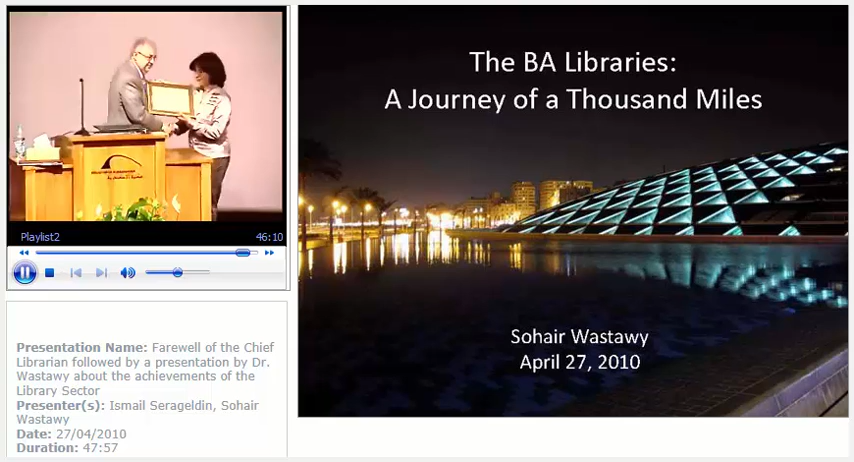 Playlist2 46:10
Presentation Name: Farewell of the Chief
Librarian followed by a presentation by Dr.
Wastawy about the achievements of the
Library Sector
Presenter(s): Ismail Serageldin, Sohair
Wastawy
Date: 27/04/2010
Duration: 47:57
The BA Libraries:
A Journey of a Thousand Miles
Sohair Wastawy
April 27, 2010